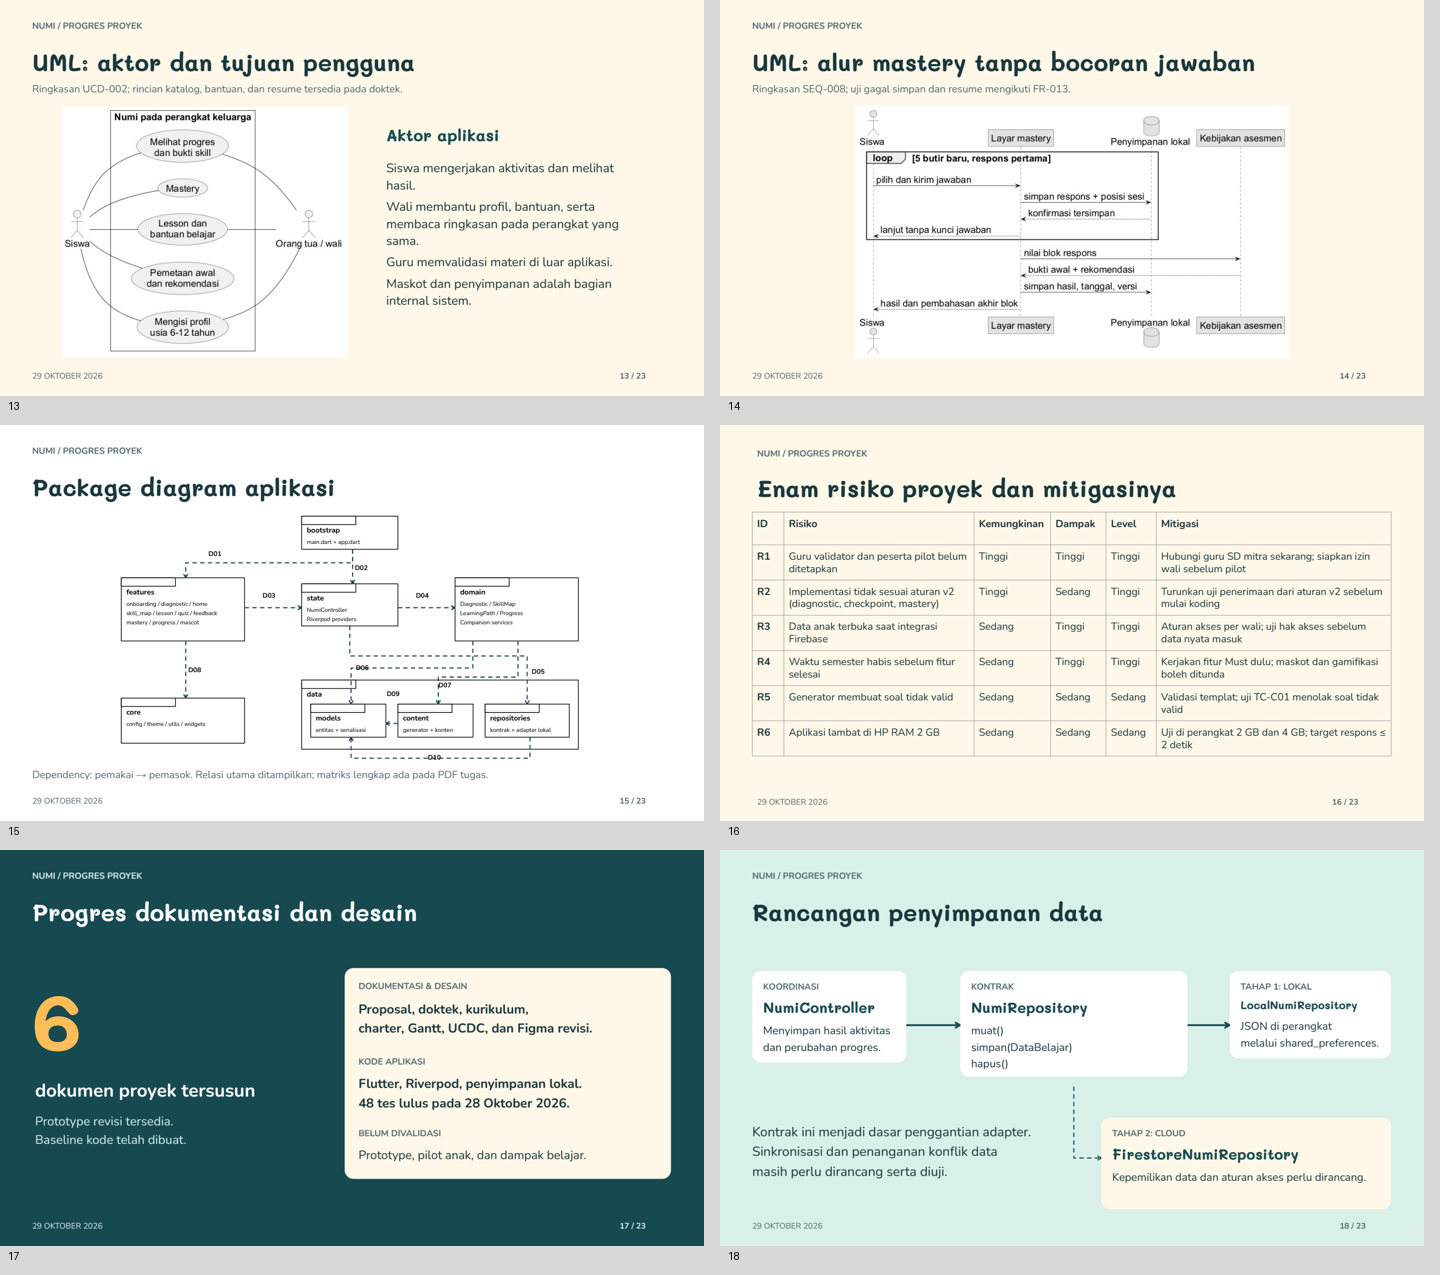 NUMI / PROGRES PROYEK
UML: aktor dan tujuan pengguna
Ringkasan UCD-002; rincian katalog, bantuan, dan resume tersedia pada doktek.
Numi pada perangkat keluarga
Melihat progres
dan bukti skill
Mastery
Lesson dan
bantuan belajar
Siswa
Orang tua / wali
Pemetaan awal
dan rekomendasi
Mengisi profil
usia 6-12 tahun
Aktor aplikasi
Siswa mengerjakan aktivitas dan melihat
hasil.
Wali membantu profil, bantuan, serta
membaca ringkasan pada perangkat yang
sama.
Guru memvalidasi materi di luar aplikasi.
Maskot dan penyimpanan adalah bagian
internal sistem.
29 OKTOBER 2026
13 / 23
13
NUMI / PROGRES PROYEK
UML: alur mastery tanpa bocoran jawaban
Ringkasan SEQ-008; uji gagal simpan dan resume mengikuti FR-013.
Siswa
Layar mastery
Penyimpanan lokal
Kebijakan asesmen
loop
[5 butir baru, respons pertama]
pilih dan kirim jawaban
simpan respons + posisi sesi
konfirmasi tersimpan
lanjut tanpa kunci jawaban
nilai blok respons
bukti awal + rekomendasi
simpan hasil, tanggal, versi
hasil dan pembahasan akhir blok
Siswa
Layar mastery
Penyimpanan lokal
Kebijakan asesmen
29 OKTOBER 2026
14 / 23
14
NUMI / PROGRES PROYEK
Package diagram aplikasi
bootstrap
main.dart + app.dart
D01
D02
features
onboarding / diagnostic / home
skill_map / lesson / quiz / feedback
mastery / progress / mascot
D03
state
NumiController
Riverpod providers
D04
domain
Diagnostic / SkillMap
LearningPath / Progress
Companion services
D08
D06
D05
D07
core
config / theme / utils / widgets
data
D09
models
entitas + serialisasi
content
generator + konten
repositories
kontrak + adapter lokal
D10
Dependency: pemakai → pemasok. Relasi utama ditampilkan; matriks lengkap ada pada PDF tugas.
29 OKTOBER 2026
15 / 23
15
NUMI / PROGRES PROYEK
Enam risiko proyek dan mitigasinya
ID Risiko Kemungkinan Dampak Level Mitigasi
R1 Guru validator dan peserta pilot belum ditetapkan Tinggi Tinggi Tinggi Hubungi guru SD mitra sekarang; siapkan izin wali sebelum pilot
R2 Implementasi tidak sesuai aturan v2 (diagnostic, checkpoint, mastery) Tinggi Sedang Tinggi Turunkan uji penerimaan dari aturan v2 sebelum mulai koding
R3 Data anak terbuka saat integrasi Firebase Sedang Tinggi Tinggi Aturan akses per wali; uji hak akses sebelum data nyata masuk
R4 Waktu semester habis sebelum fitur selesai Sedang Tinggi Tinggi Kerjakan fitur Must dulu; maskot dan gamifikasi boleh ditunda
R5 Generator membuat soal tidak valid Sedang Sedang Sedang Validasi templat; uji TC-C01 menolak soal tidak valid
R6 Aplikasi lambat di HP RAM 2 GB Sedang Sedang Sedang Uji di perangkat 2 GB dan 4 GB; target respons ≤ 2 detik
29 OKTOBER 2026
16 / 23
16
NUMI / PROGRES PROYEK
Progres dokumentasi dan desain
6
dokumen proyek tersusun
Prototype revisi tersedia.
Baseline kode telah dibuat.
DOKUMENTASI & DESAIN
Proposal, doktek, kurikulum,
charter, Gantt, UCDC, dan Figma revisi.
KODE APLIKASI
Flutter, Riverpod, penyimpanan lokal.
48 tes lulus pada 28 Oktober 2026.
BELUM DIVALIDASI
Prototype, pilot anak, dan dampak belajar.
29 OKTOBER 2026
17 / 23
17
NUMI / PROGRES PROYEK
Rancangan penyimpanan data
KOORDINASI
NumiController
Menyimpan hasil aktivitas
dan perubahan progres.
KONTRAK
NumiRepository
muat()
simpan(DataBelajar)
hapus()
TAHAP 1: LOKAL
LocalNumiRepository
JSON di perangkat
melalui shared_preferences.
Kontrak ini menjadi dasar penggantian adapter.
Sinkronisasi dan penanganan konflik data
masih perlu dirancang serta diuji.
TAHAP 2: CLOUD
FirestoreNumiRepository
Kepemilikan data dan aturan akses perlu dirancang.
29 OKTOBER 2026
18 / 23
18